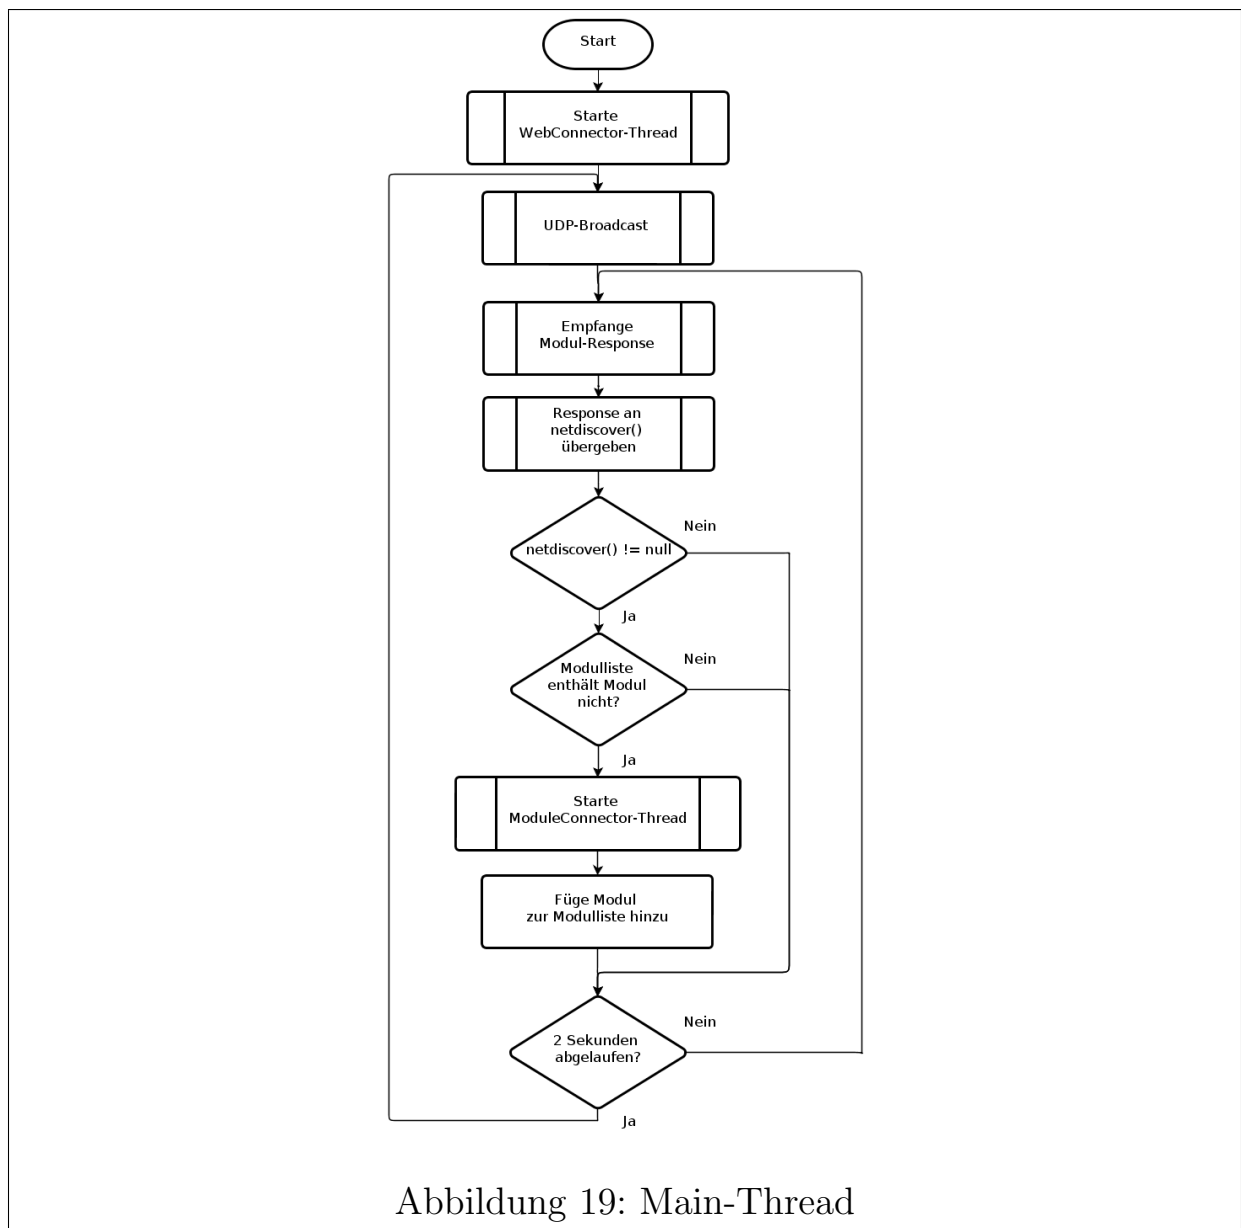 Start
Starte
WebConnector-Thread
UDP-Broadcast
Empfange
Modul-Response
Response an
netdiscover()
übergeben
Nein
netdiscover() != null
Ja
Nein
Modulliste
enthält Modul
nicht?
Ja
Starte
ModuleConnector-Thread
Füge Modul
zur Modulliste hinzu
Nein
2 Sekunden
abgelaufen?
Ja
Abbildung 19: Main-Thread